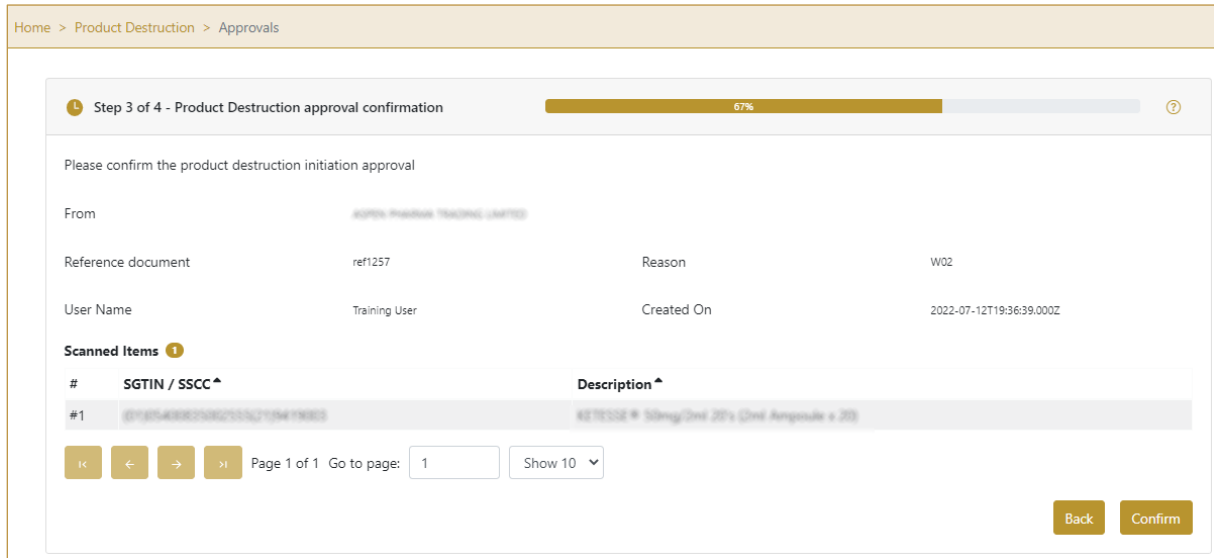 Home > Product Destruction > Approvals
Step 3 of 4 - Product Destruction approval confirmation 67%
Please confirm the product destruction initiation approval
From
Reference document ref1257 Reason W02
User Name Training User Created On 2022-07-12T19:36:39.000Z
Scanned Items 1
# SGTIN / SSCC Description
#1
Page 1 of 1 Go to page: 1 Show 10
Back Confirm